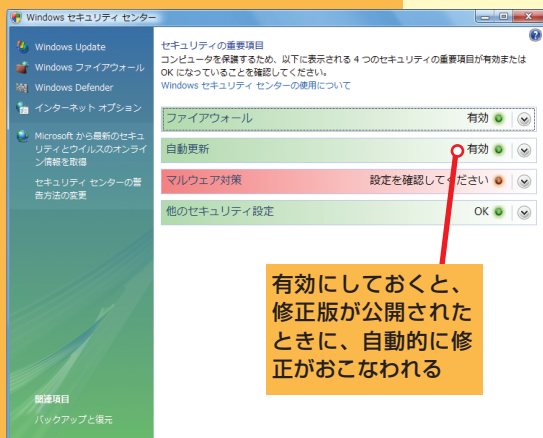 Windows セキュリティ センター
Windows Update
Windows ファイアウォール
Windows Defender
インターネット オプション
Microsoft から最新のセキュ
リティとウイルスのオンライ
ン情報を取得
セキュリティ センターの警
告方法の変更
関連項目
バックアップと復元
セキュリティの重要項目
コンピュータを保護するため、以下に表示される 4 つのセキュリティの重要項目が有効または
OK になっていることを確認してください。
Windows セキュリティ センターの使用について
ファイアウォール 有効
自動更新 有効
マルウェア対策 設定を確認してください
他のセキュリティ設定 OK
有効にしておくと、
修正版が公開された
ときに、自動的に修
正がおこなわれる